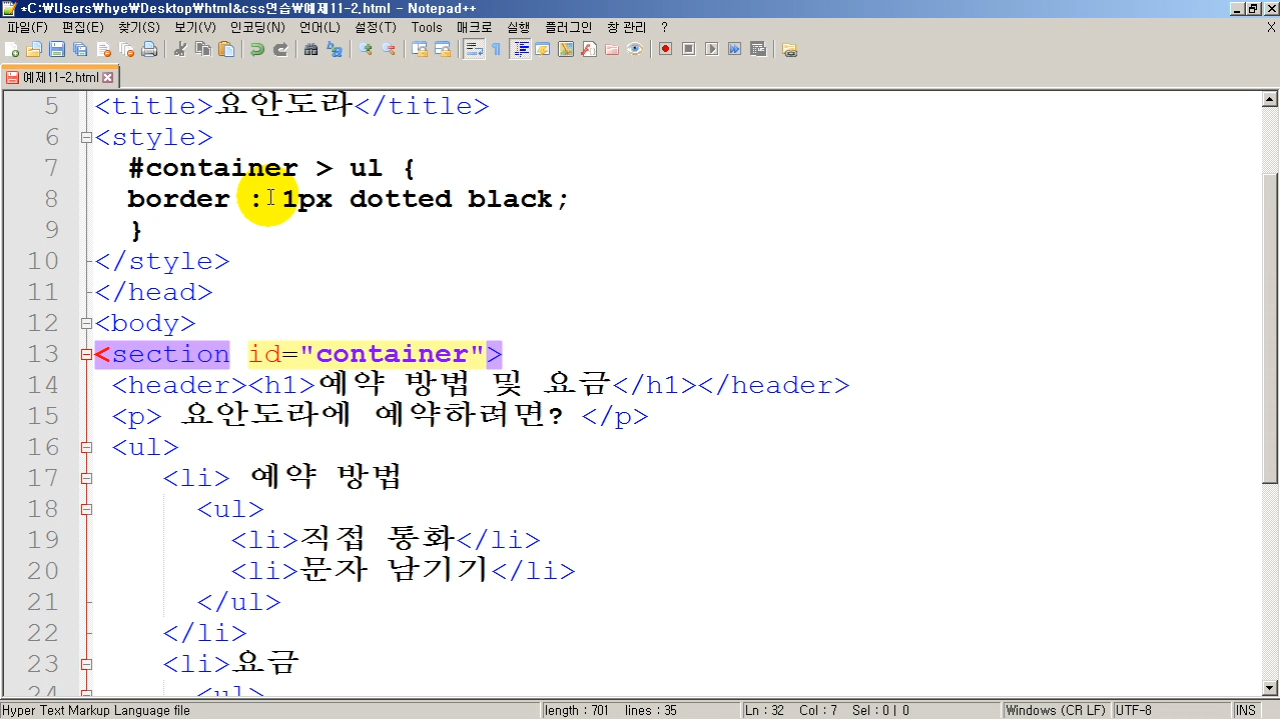 *C:\Users\hye\Desktop\html&css연습\예제11-2.html - Notepad++
파일(F) 편집(E) 찾기(S) 보기(V) 인코딩(N) 언어(L) 설정(T) Tools 매크로 실행 플러그인 창 관리 ? X
예제11-2.html
5 <title>요안도라</title>
6 <style>
7 #container > ul {
8 border : 1px dotted black;
9 }
10 </style>
11 </head>
12 <body>
13 <section id="container">
14 <header><h1>예약 방법 및 요금</h1></header>
15 <p> 요안도라에 예약하려면? </p>
16 <ul>
17 <li> 예약 방법
18 <ul>
19 <li>직접 통화</li>
20 <li>문자 남기기</li>
21 </ul>
22 </li>
23 <li>요금
24 <ul>
Hyper Text Markup Language file length : 701 lines : 35 Ln : 32 Col : 7 Sel : 0 | 0 Windows (CR LF) UTF-8 INS